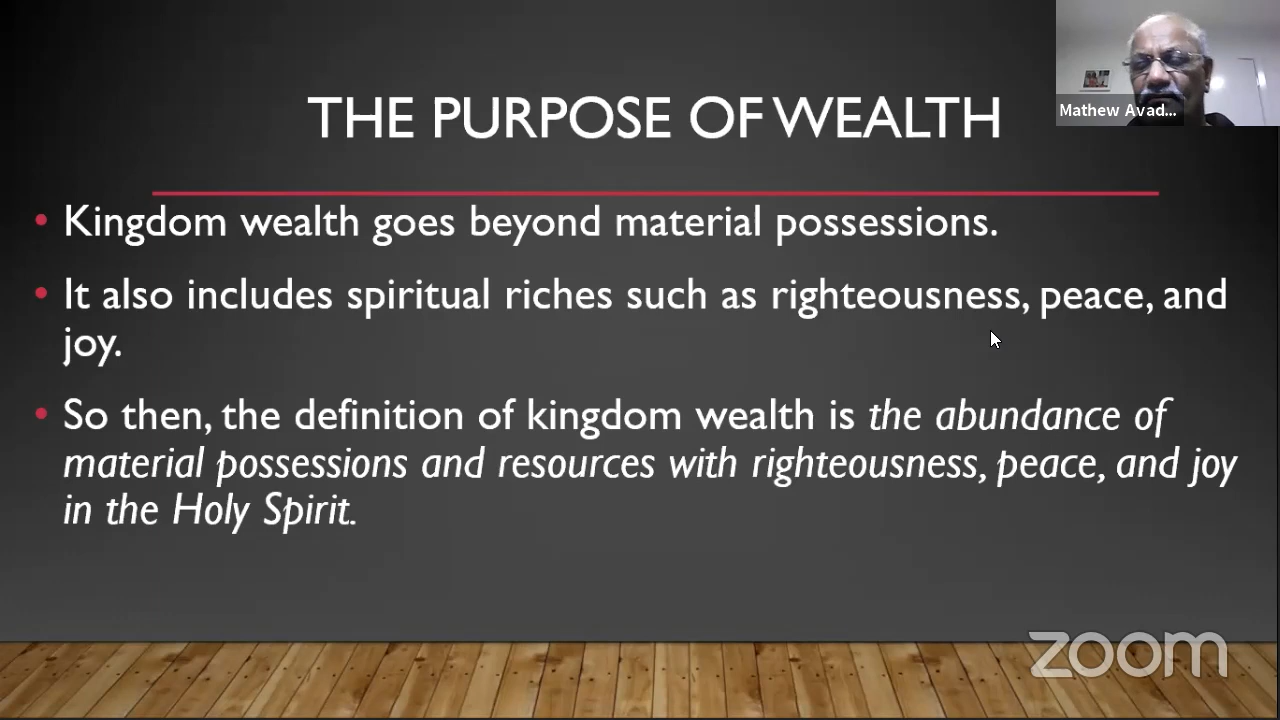 Mathew Avad...
THE PURPOSE OF WEALTH
• Kingdom wealth goes beyond material possessions.
• It also includes spiritual riches such as righteousness, peace, and
joy.
• So then, the definition of kingdom wealth is the abundance of
material possessions and resources with righteousness, peace, and joy
in the Holy Spirit.
zoom